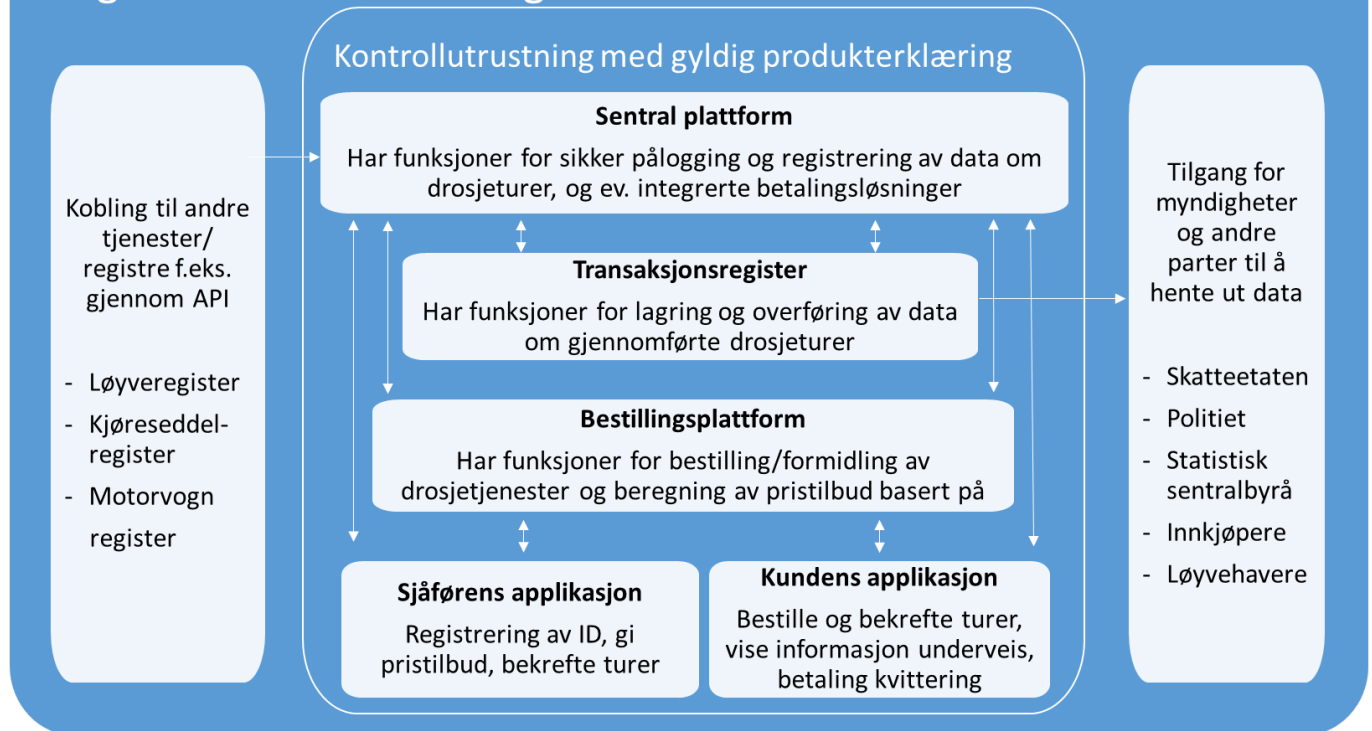 Kontrollutrustning med gyldig produkterklæring
Kobling til andre
tjenester/
registre f.eks.
gjennom API
- Løyveregister
- Kjøreseddel-
register
- Motorvogn
register
Sentral plattform
Har funksjoner for sikker pålogging og registrering av data om
drosjeturer, og ev. integrerte betalingsløsninger
Transaksjonsregister
Har funksjoner for lagring og overføring av data
om gjennomførte drosjeturer
Bestillingsplattform
Har funksjoner for bestilling/formidling av
drosjetjenester og beregning av pristilbud basert på
Sjåførens applikasjon
Registrering av ID, gi
pristilbud, bekrefte turer
Kundens applikasjon
Bestille og bekrefte turer,
vise informasjon underveis,
betaling kvittering
Tilgang for
myndigheter
og andre
parter til å
hente ut data
- Skatteetaten
- Politiet
- Statistisk
sentralbyrå
- Innkjøpere
- Løyvehavere